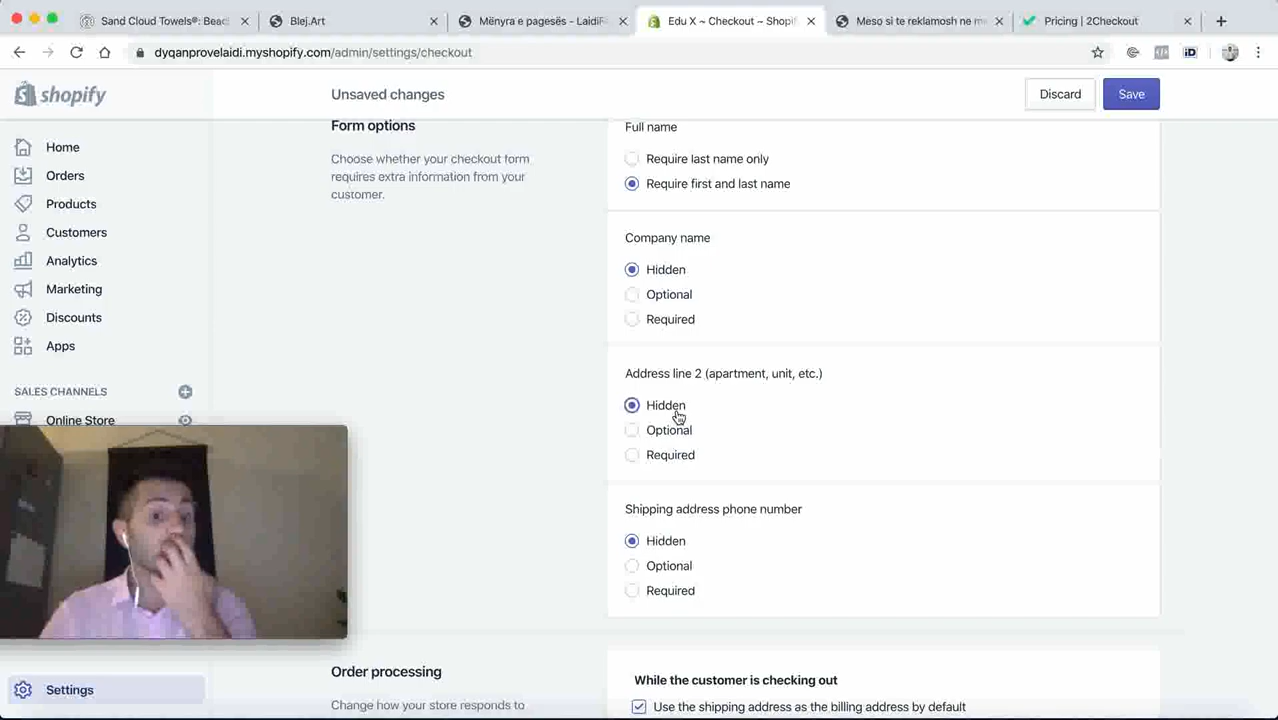 Sand Cloud Towels®: Beac
Blej.Art
Mënyra e pagesës - LaidiR
Edu X ~ Checkout ~ Shopif
Meso si te reklamosh ne m
Pricing | 2Checkout
dyqanprovelaidi.myshopify.com/admin/settings/checkout
iD
shopify
Unsaved changes
Discard
Save
Home
Orders
Products
Customers
Analytics
Marketing
Discounts
Apps
SALES CHANNELS
Online Store
Settings
Form options
Choose whether your checkout form
requires extra information from your
customer.
Full name
Require last name only
Require first and last name
Company name
Hidden
Optional
Required
Address line 2 (apartment, unit, etc.)
Hidden
Optional
Required
Shipping address phone number
Hidden
Optional
Required
Order processing
Change how your store responds to
While the customer is checking out
Use the shipping address as the billing address by default